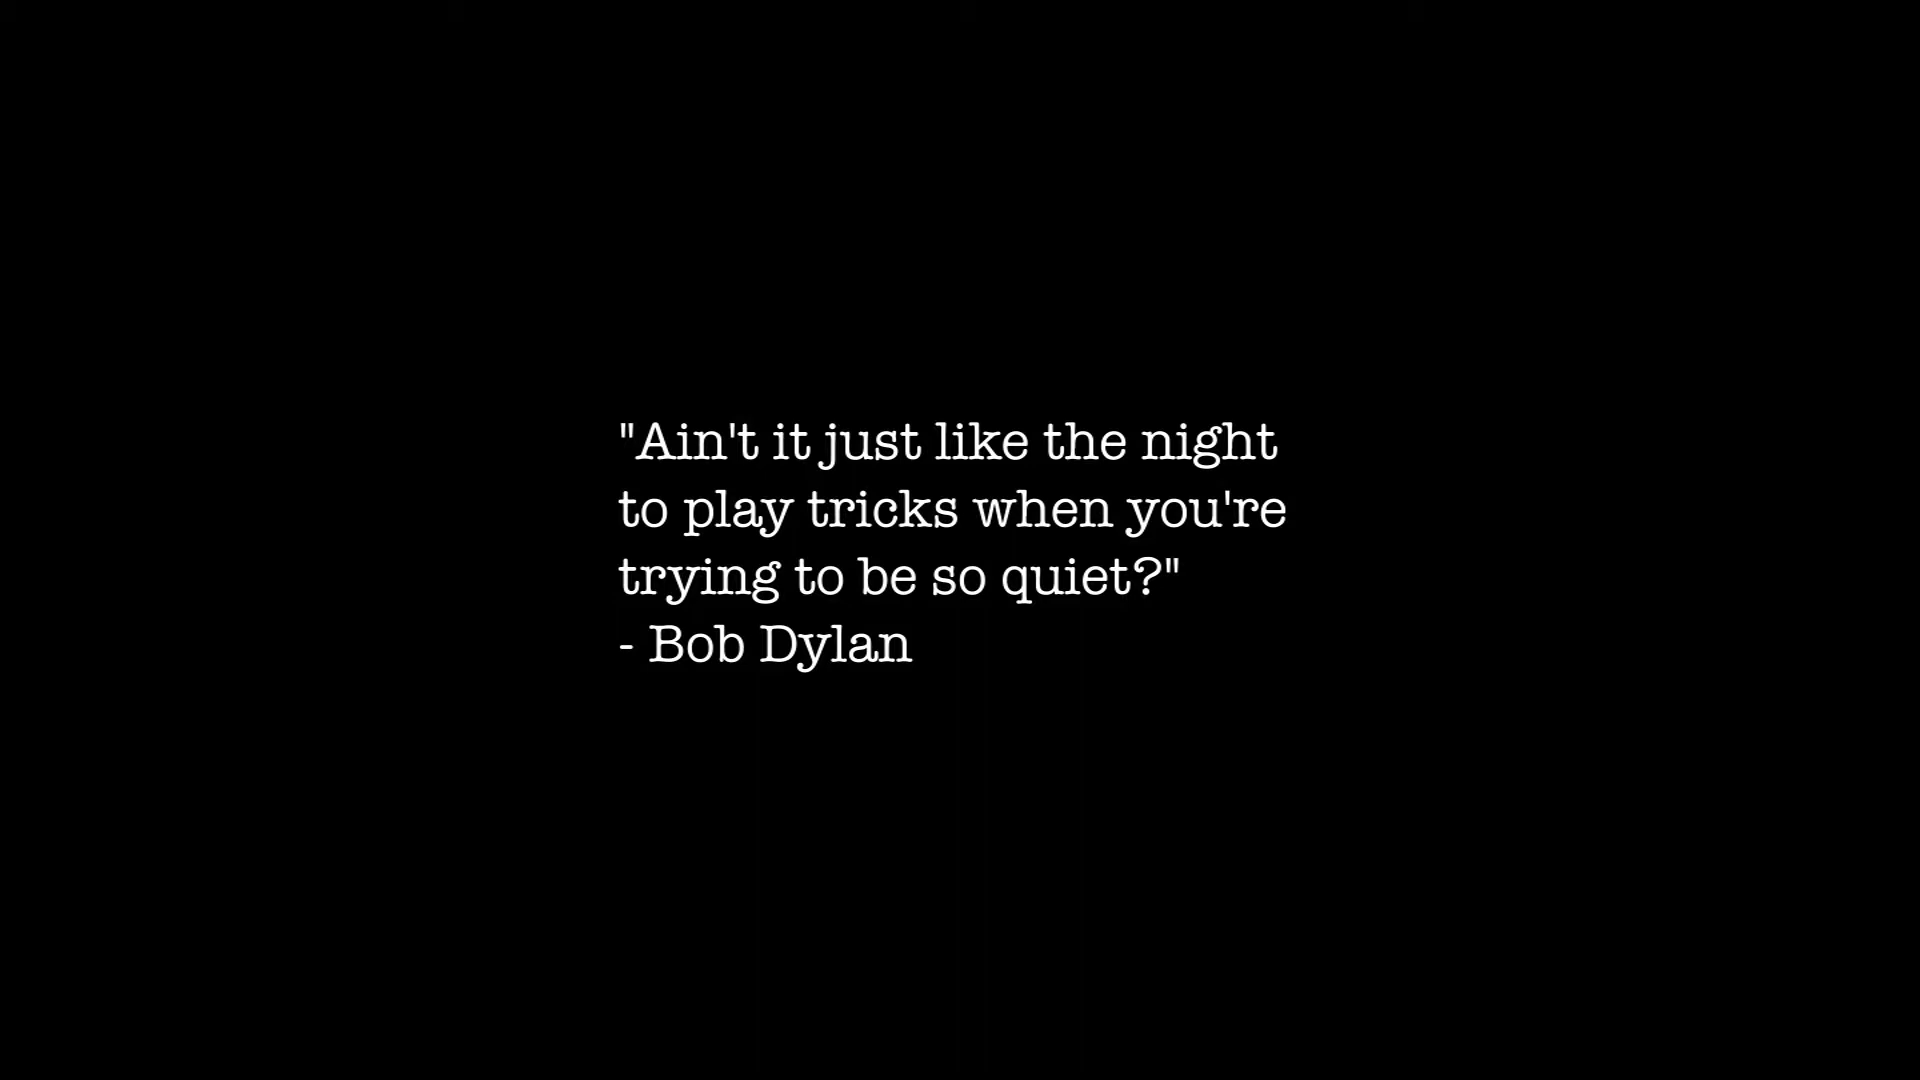 "Ain't it just like the night
to play tricks when you're
trying to be so quiet?"
- Bob Dylan